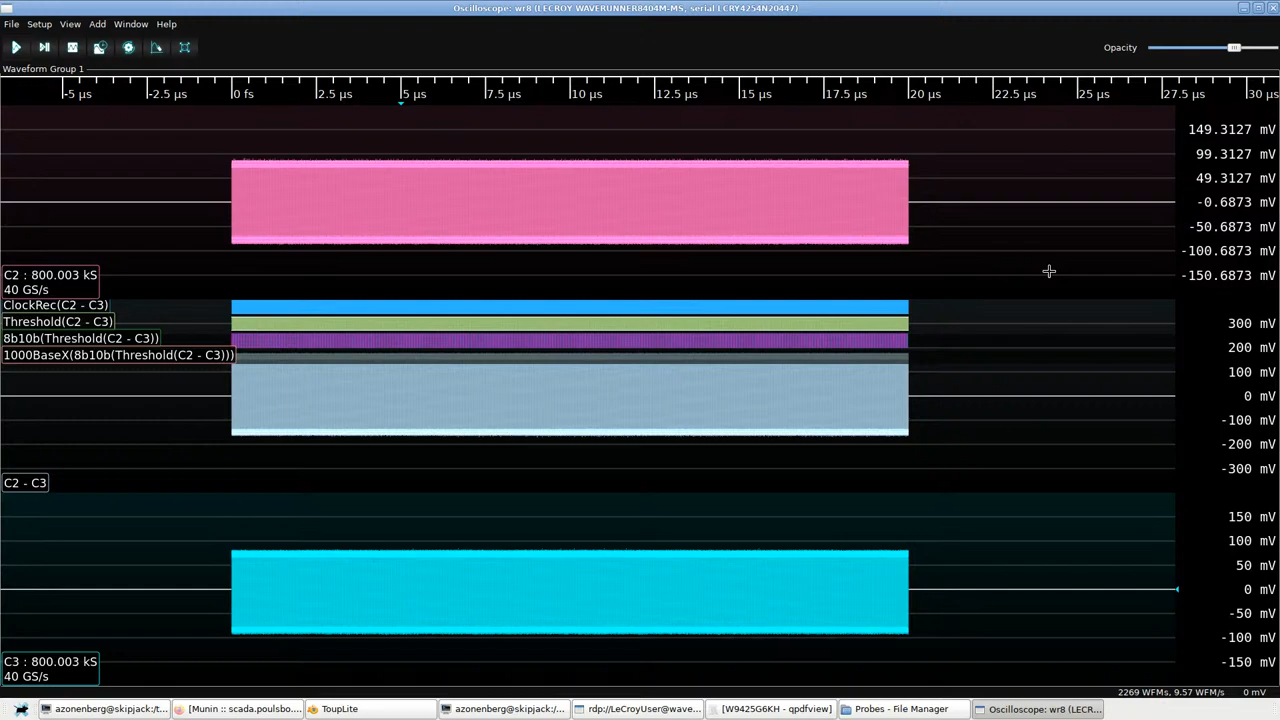 Oscilloscope: wr8 (LECROY WAVERUNNER8404M-MS, serial LCRY4254N20447)
File Setup View Add Window Help
Opacity
Waveform Group 1
-5 µs -2.5 µs 0 fs 2.5 µs 5 µs 7.5 µs 10 µs 12.5 µs 15 µs 17.5 µs 20 µs 22.5 µs 25 µs 27.5 µs 30 µs
149.3127 mV
99.3127 mV
49.3127 mV
-0.6873 mV
-50.6873 mV
-100.6873 mV
-150.6873 mV
C2 : 800.003 kS
40 GS/s
ClockRec(C2 - C3)
Threshold(C2 - C3)
8b10b(Threshold(C2 - C3))
1000BaseX(8b10b(Threshold(C2 - C3)))
300 mV
200 mV
100 mV
0 mV
-100 mV
-200 mV
-300 mV
C2 - C3
150 mV
100 mV
50 mV
0 mV
-50 mV
-100 mV
-150 mV
C3 : 800.003 kS
40 GS/s
2269 WFMs, 9.57 WFM/s 0 mV
azonenberg@skipjack:/t... [Munin :: scada.poulsbo.... ToupLite azonenberg@skipjack:/... rdp://LeCroyUser@wave... [W9425G6KH - qpdfview] Probes - File Manager Oscilloscope: wr8 (LECR...